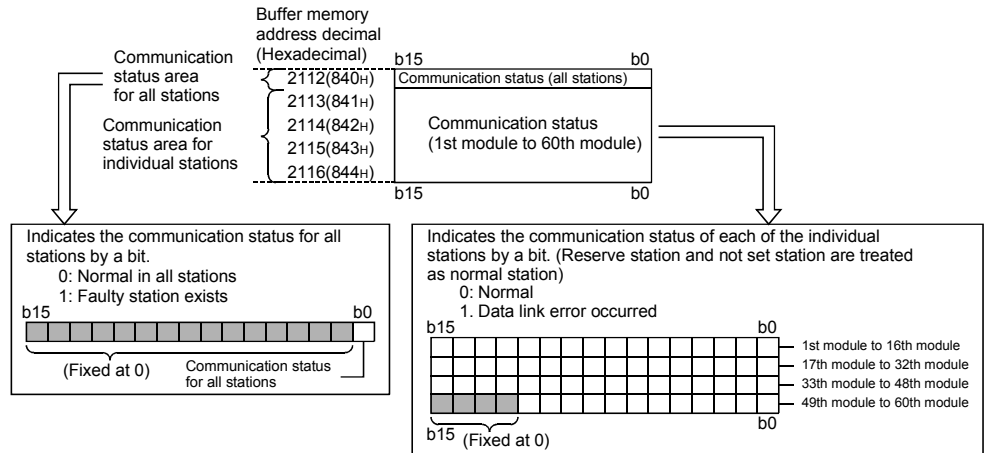 Buffer memory
address decimal
(Hexadecimal)
b15 b0
Communication
status area
for all stations
2112(840H) Communication status (all stations)
2113(841H)
2114(842H)
2115(843H)
2116(844H)
Communication
status area for
individual stations
Communication status
(1st module to 60th module)
b15 b0
Indicates the communication status for all
stations by a bit.
0: Normal in all stations
1: Faulty station exists
b15 b0
(Fixed at 0)
Communication status
for all stations
Indicates the communication status of each of the individual
stations by a bit. (Reserve station and not set station are treated
as normal station)
0: Normal
1. Data link error occurred
b15 b0
1st module to 16th module
17th module to 32th module
33th module to 48th module
49th module to 60th module
b15 (Fixed at 0) b0